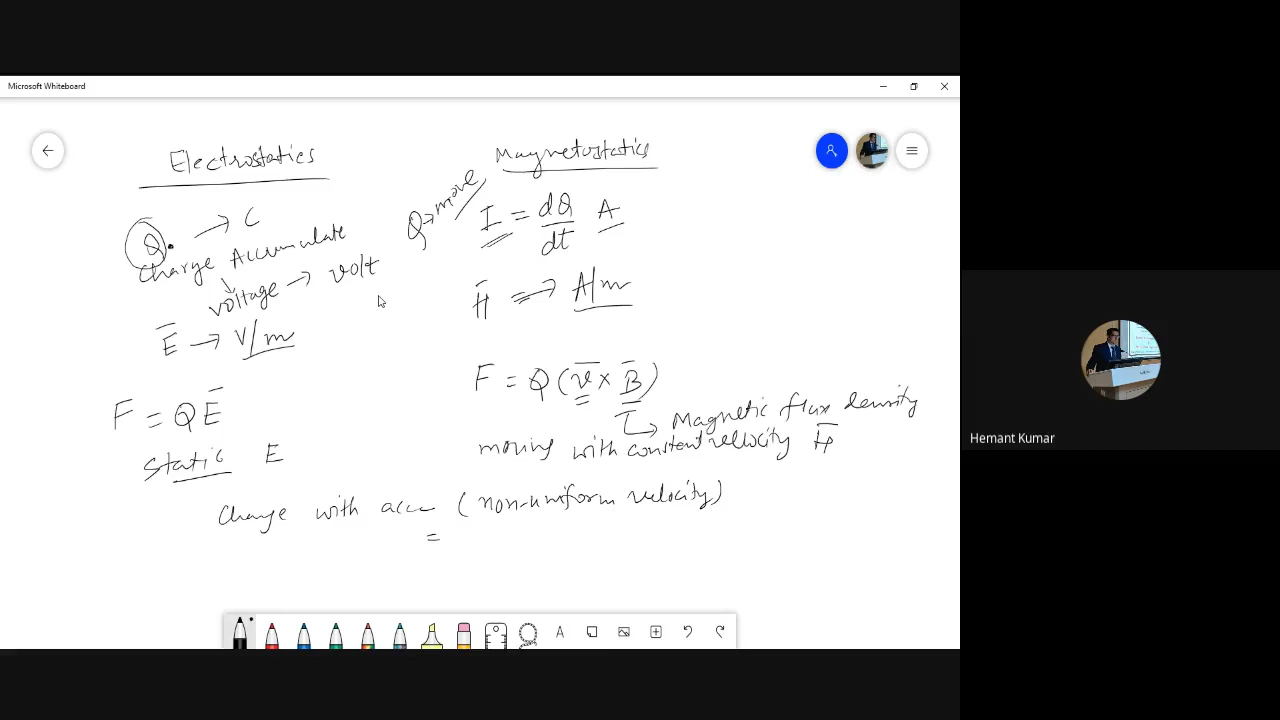 Microsoft Whiteboard
Electrostatics
Q. → C
Charge Accumulate
voltage → volt
E̅ → V/m
F = QE̅
static E
Magnetostatics
Q → move
I = dQ/dt A
H̅ ⇒ A/m
F = Q(v̅ × B̅)
→ Magnetic flux density
moving with constant velocity H̅
Charge with acc (non-uniform velocity)
=
A
Hemant Kumar